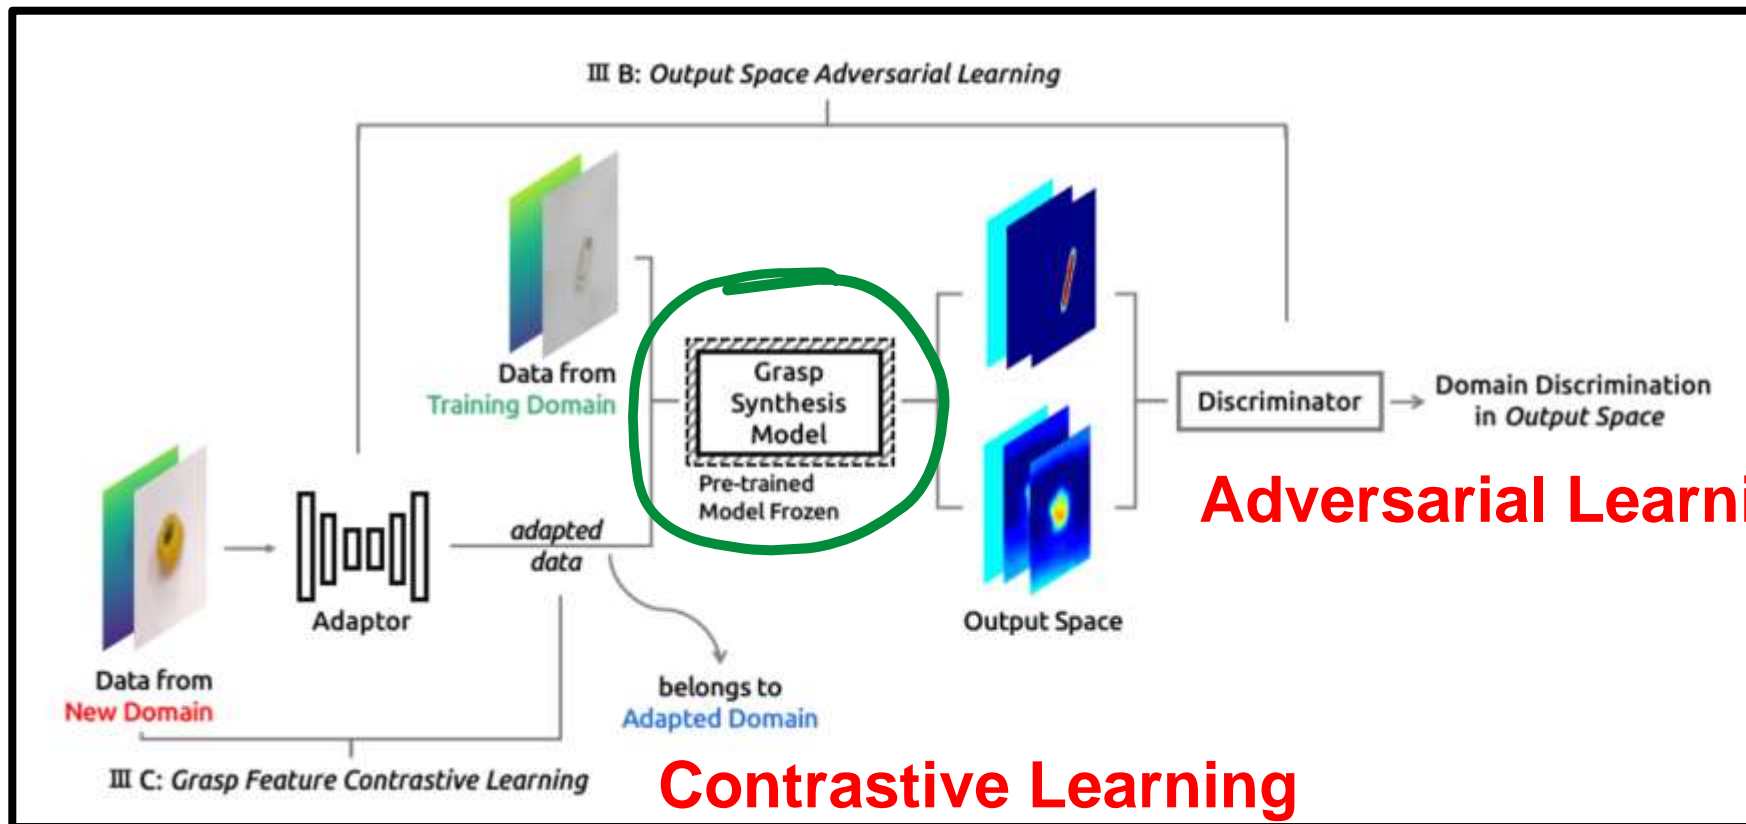 III B: Output Space Adversarial Learning
Data from
Training Domain
Grasp
Synthesis
Model
Pre-trained
Model Frozen
Discriminator
Domain Discrimination
in Output Space
Adversarial Learni
adapted
data
Adaptor
Output Space
Data from
New Domain
belongs to
Adapted Domain
III C: Grasp Feature Contrastive Learning
Contrastive Learning